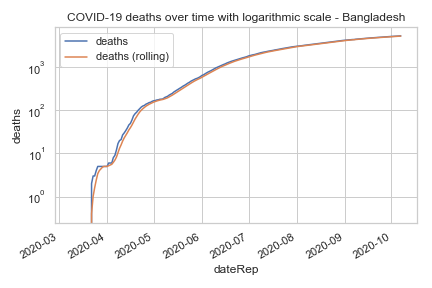 COVID-19 deaths over time with logarithmic scale - Bangladesh
deaths
deaths (rolling)
10³
10²
10¹
10⁰
deaths
2020-03
2020-04
2020-05
2020-06
2020-07
2020-08
2020-09
2020-10
dateRep